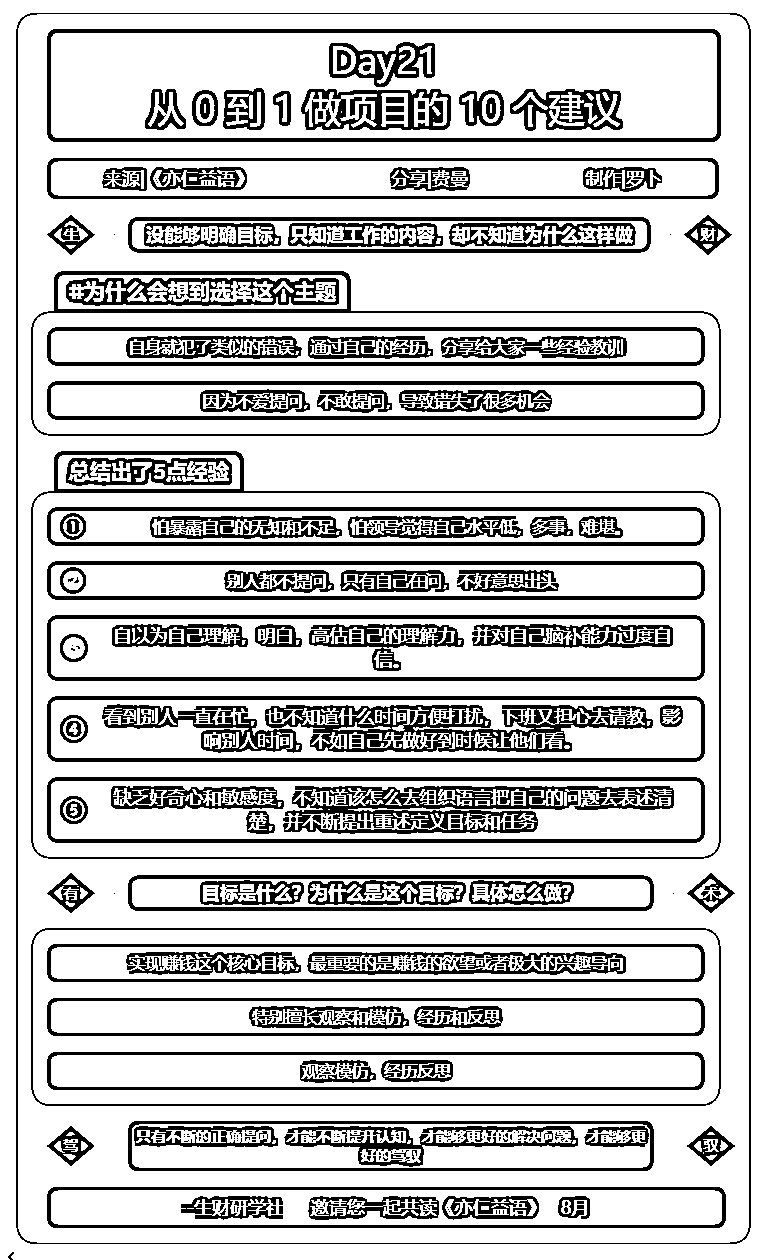 Day21
从 0 到 1 做项目的 10 个建议
来源|《亦仁益语》 分享|费曼 制作|罗卜
生 没能够明确目标，只知道工作的内容，却不知道为什么这样做 财
#为什么会想到选择这个主题
自身就犯了类似的错误，通过自己的经历，分享给大家一些经验教训
因为不爱提问，不敢提问，导致错失了很多机会
总结出了5点经验
① 怕暴露自己的无知和不足，怕领导觉得自己水平低，多事，难堪。
别人都不提问，只有自己在问，不好意思出头
自以为自己理解，明白，高估自己的理解力，并对自己脑补能力过度自
信。
④ 看到别人一直在忙，也不知道什么时间方便打扰，下班又担心去请教，影
响别人时间，不如自己先做好到时候让他们看。
⑤ 缺乏好奇心和敏感度，不知道该怎么去组织语言把自己的问题去表述清
楚，并不断提出重述定义目标和任务
有 目标是什么？为什么是这个目标？具体怎么做？ 术
实现赚钱这个核心目标，最重要的是赚钱的欲望或者极大的兴趣导向
特别擅长观察和模仿，经历和反思
观察模仿，经历反思
驾 只有不断的正确提问，才能不断提升认知，才能够更好的解决问题，才能够更 驭
好的驾驭
一生财研学社 邀请您一起共读《亦仁益语》 8月